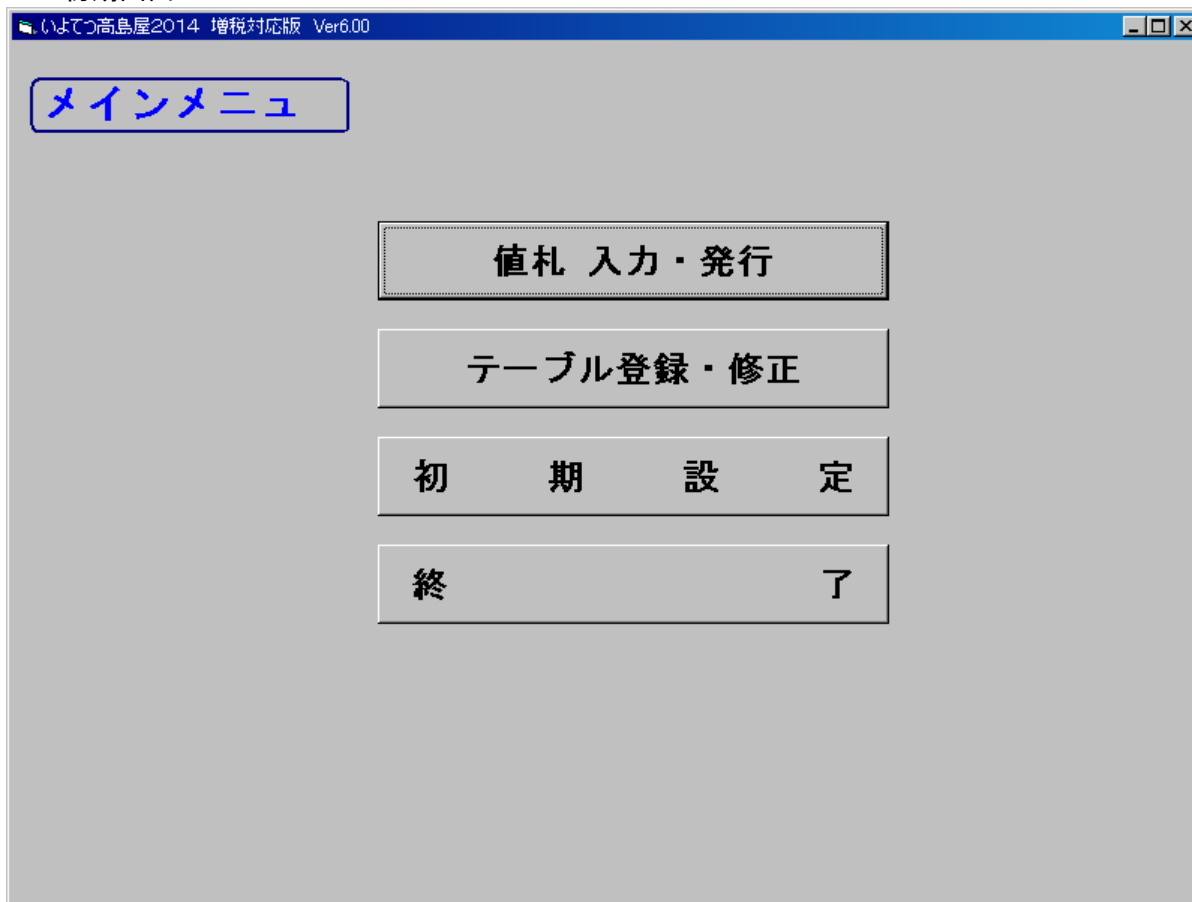 いよてつ高島屋2014 増税対応版 Ver6.00
メインメニュ
値札 入力・発行
テーブル登録・修正
初 期 設 定
終 了